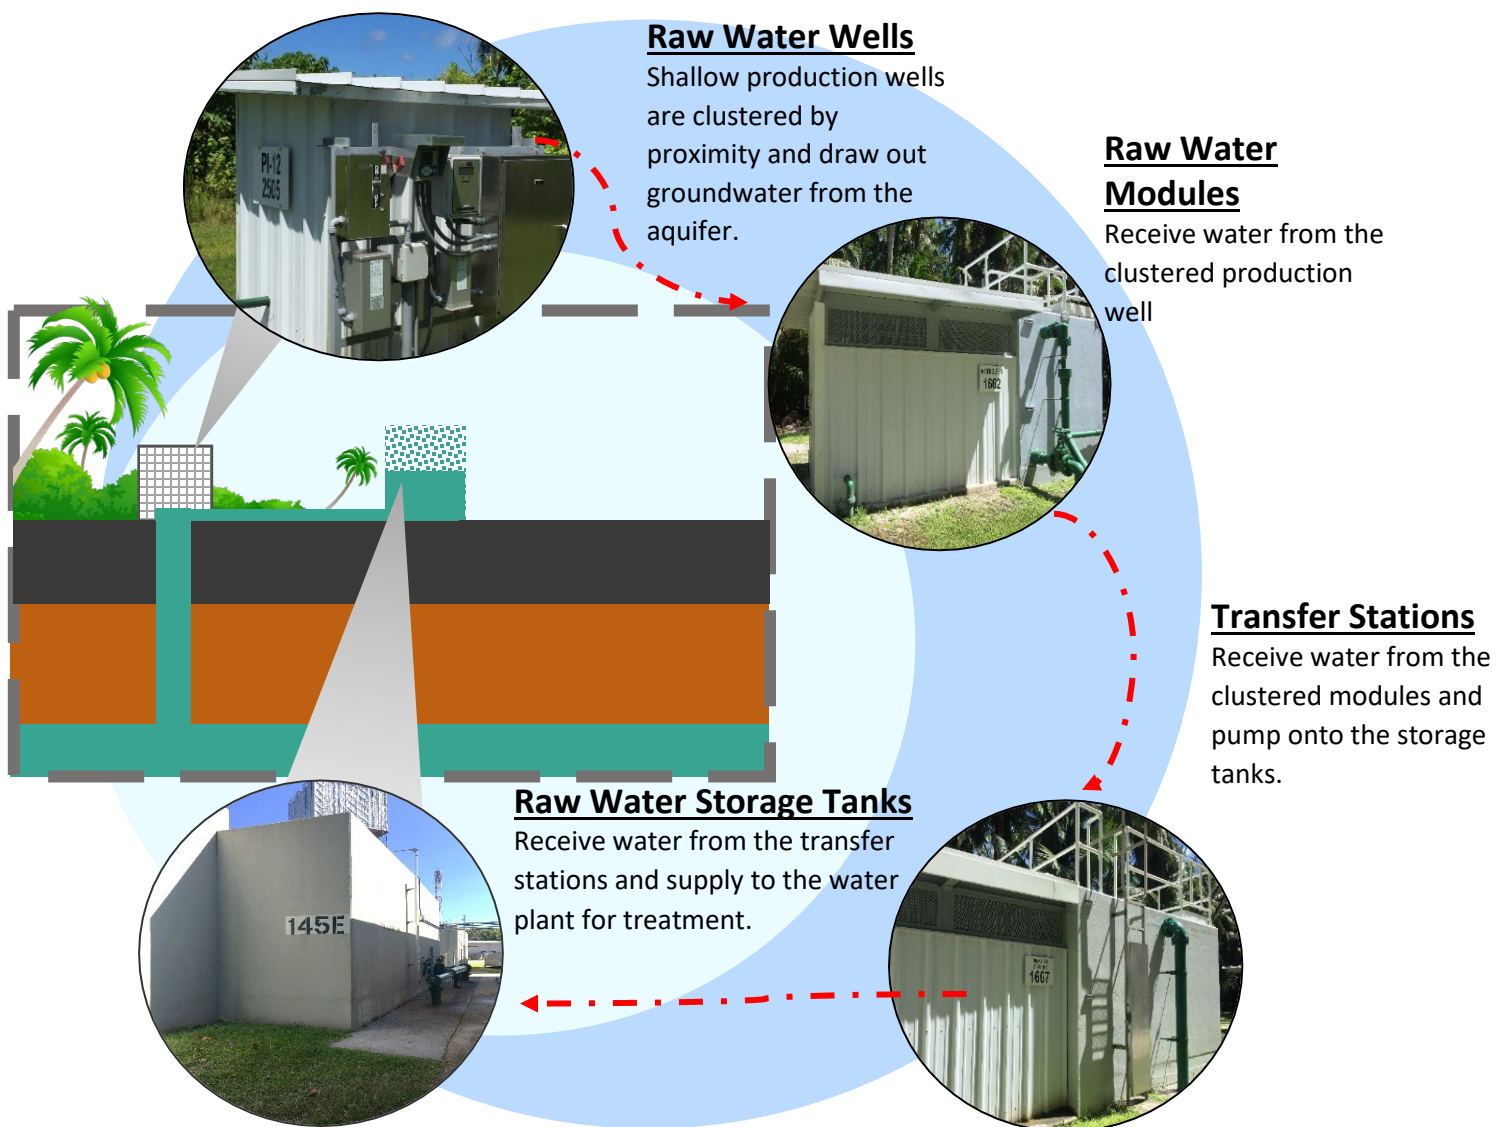 Raw Water Wells
Shallow production wells
are clustered by
proximity and draw out
groundwater from the
aquifer.
PI-12
2505
Raw Water
Modules
Receive water from the
clustered production
well
1662
Transfer Stations
Receive water from the
clustered modules and
pump onto the storage
tanks.
1667
Raw Water Storage Tanks
Receive water from the transfer
stations and supply to the water
plant for treatment.
145E